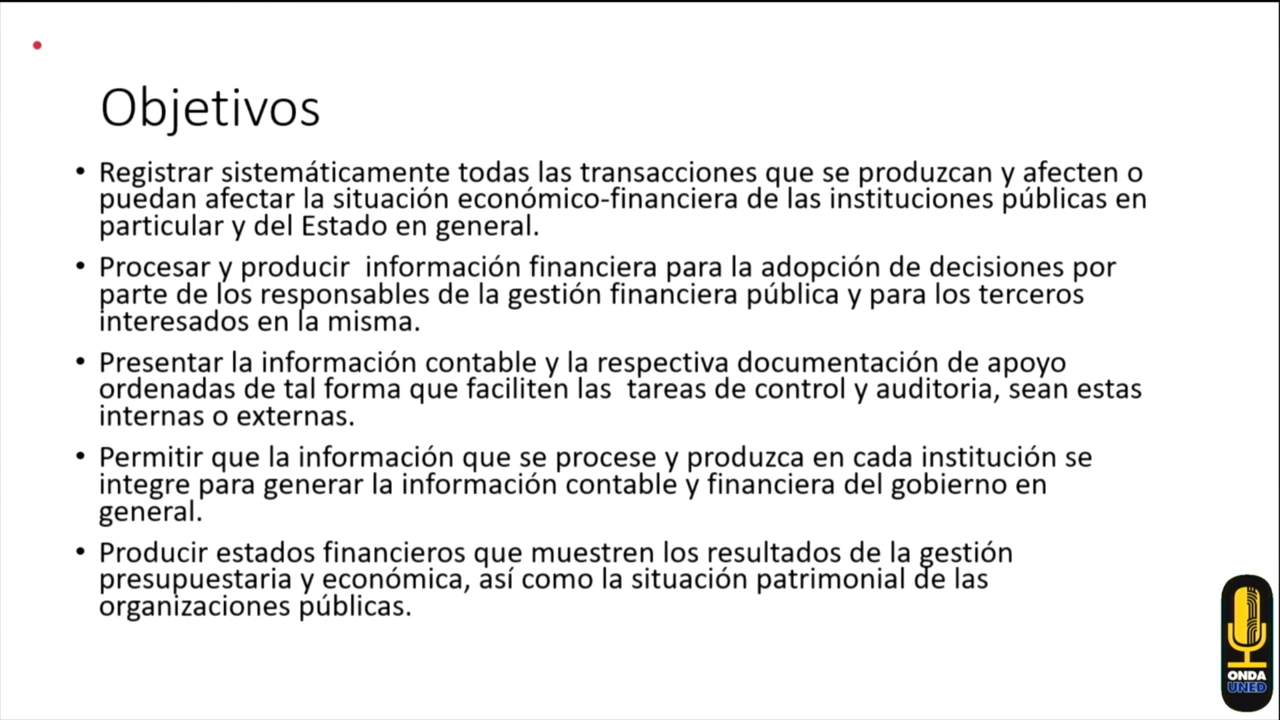 Objetivos
• Registrar sistemáticamente todas las transacciones que se produzcan y afecten o
puedan afectar la situación económico-financiera de las instituciones públicas en
particular y del Estado en general.
• Procesar y producir  información financiera para la adopción de decisiones por
parte de los responsables de la gestión financiera pública y para los terceros
interesados en la misma.
• Presentar la información contable y la respectiva documentación de apoyo
ordenadas de tal forma que faciliten las  tareas de control y auditoria, sean estas
internas o externas.
• Permitir que la información que se procese y produzca en cada institución se
integre para generar la información contable y financiera del gobierno en
general.
• Producir estados financieros que muestren los resultados de la gestión
presupuestaria y económica, así como la situación patrimonial de las
organizaciones públicas.
ONDA
UNED